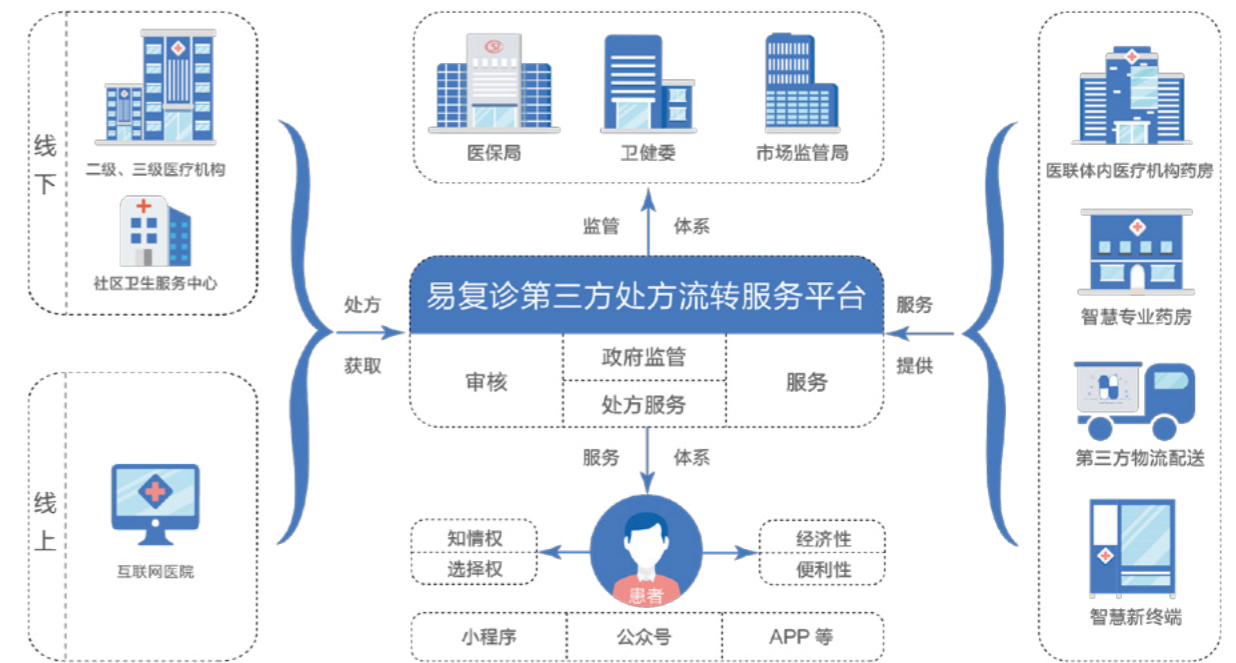 线下
二级、三级医疗机构
社区卫生服务中心
线上
互联网医院
处方
获取
医保局
卫健委
市场监管局
监管
体系
易复诊第三方处方流转服务平台
审核
政府监管
处方服务
服务
服务
体系
知情权
选择权
患者
经济性
便利性
小程序
公众号
APP 等
服务
提供
医联体内医疗机构药房
智慧专业药房
第三方物流配送
智慧新终端